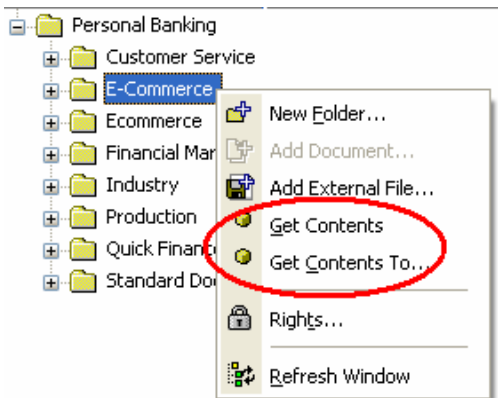 Personal Banking
Customer Service
E-Commerce
Ecommerce
New Folder...
Financial Mar
Add Document...
Industry
Add External File...
Production
Get Contents
Quick Finance
Get Contents To...
Standard Do
Rights...
Refresh Window